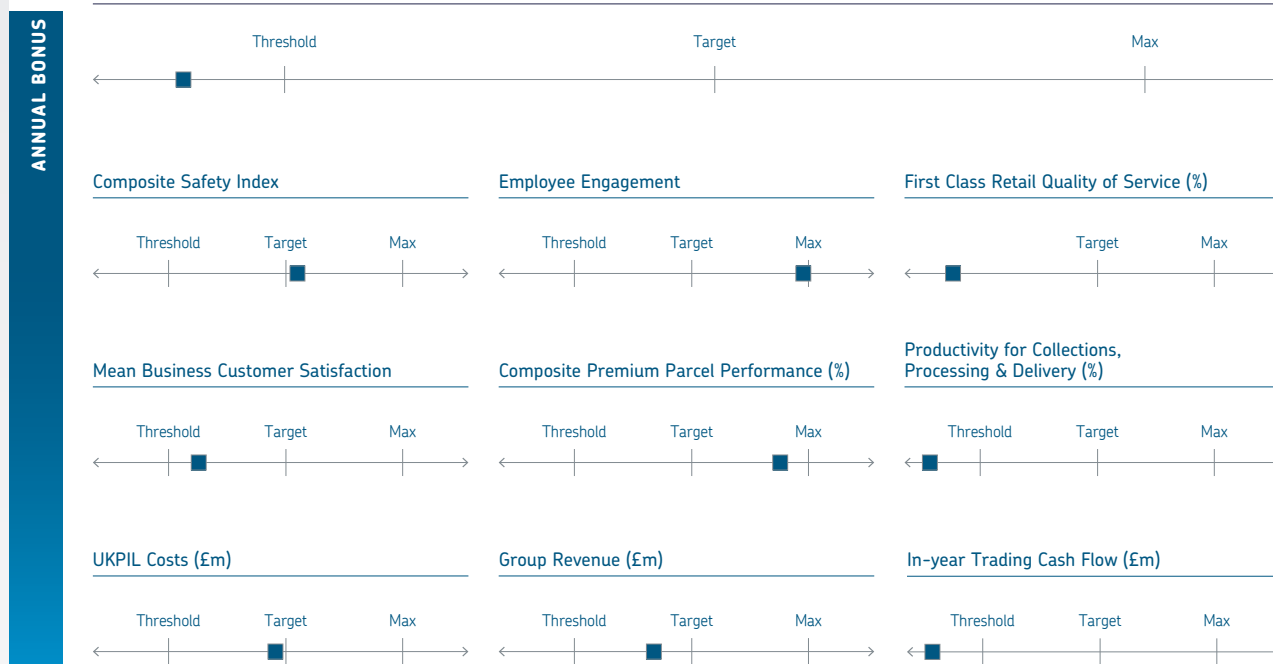 ANNUAL BONUS
Threshold Target Max
Composite Safety Index
Threshold Target Max
Employee Engagement
Threshold Target Max
First Class Retail Quality of Service (%)
Target Max
Mean Business Customer Satisfaction
Threshold Target Max
Composite Premium Parcel Performance (%)
Threshold Target Max
Productivity for Collections,
Processing & Delivery (%)
Threshold Target Max
UKPIL Costs (£m)
Threshold Target Max
Group Revenue (£m)
Threshold Target Max
In-year Trading Cash Flow (£m)
Threshold Target Max